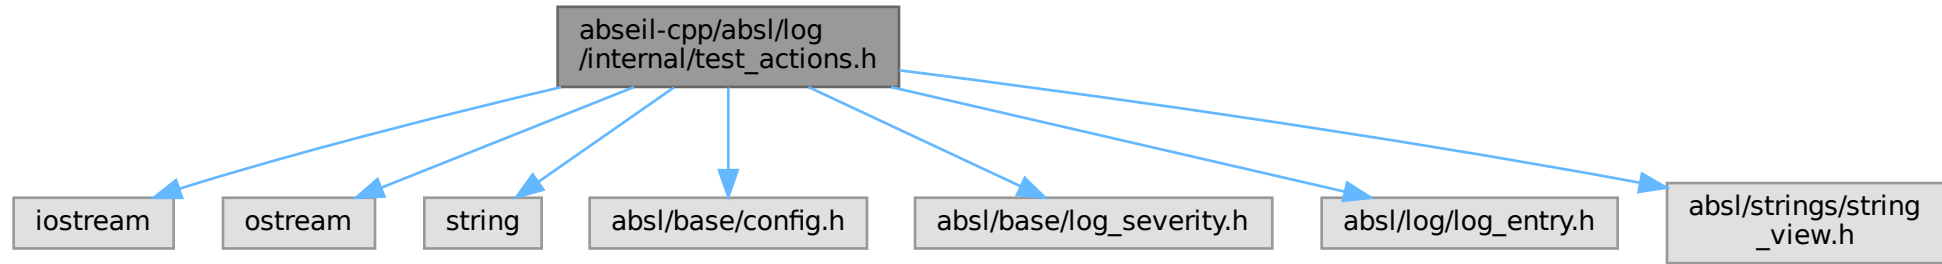 abseil-cpp/absl/log
/internal/test_actions.h
iostream
ostream
string
absl/base/config.h
absl/base/log_severity.h
absl/log/log_entry.h
absl/strings/string
_view.h